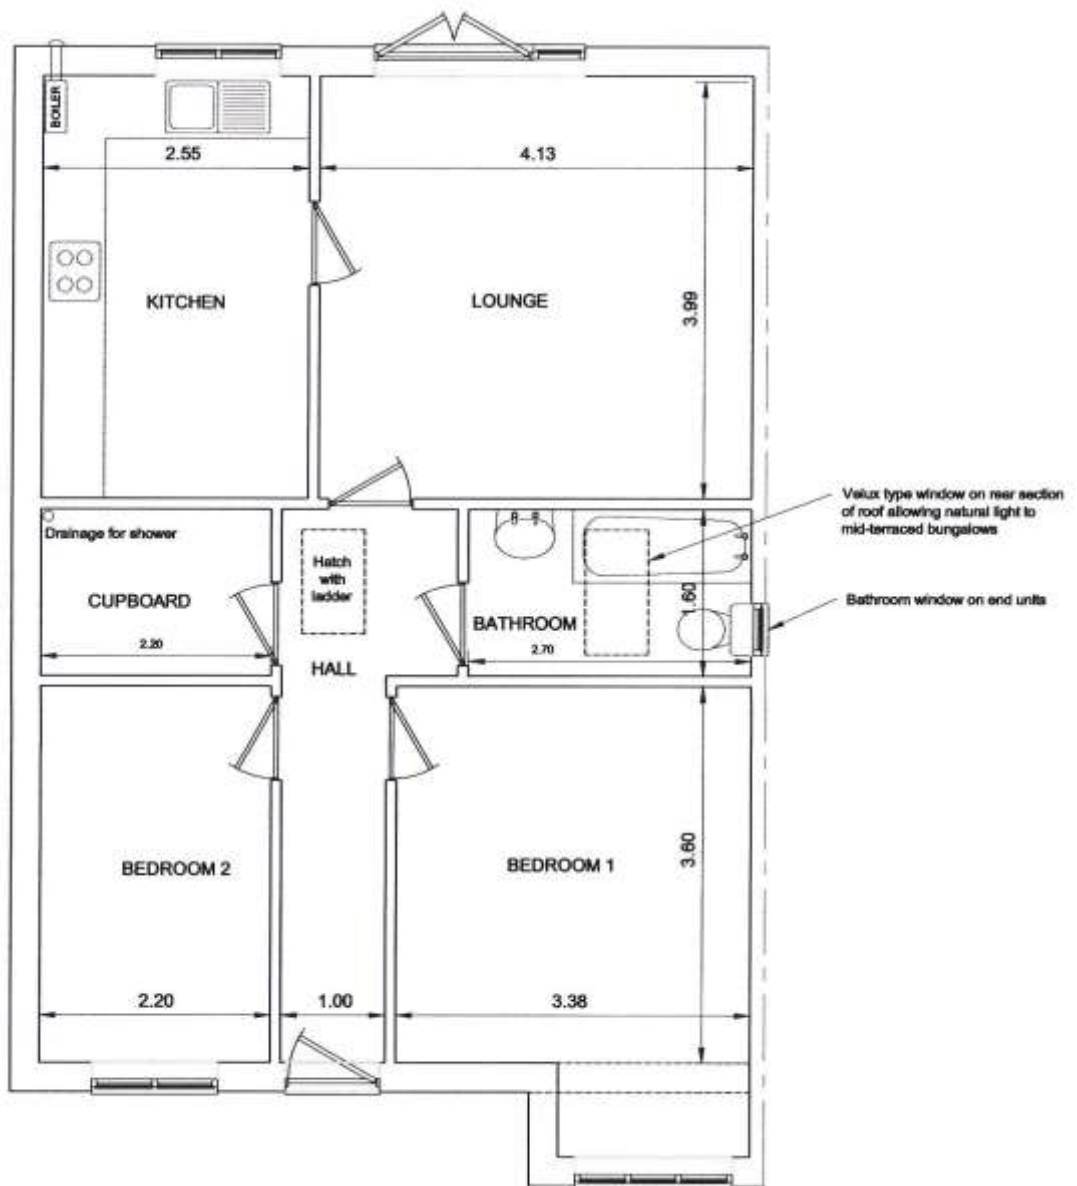 BOILER
2.55
4.13
3.99
KITCHEN
LOUNGE
Velux type window on rear section
of roof allowing natural light to
mid-terraced bungalows
Drainage for shower
Hatch
with
ladder
CUPBOARD
2.20
BATHROOM
2.70
1.60
Bathroom window on end units
HALL
BEDROOM 2
BEDROOM 1
3.60
2.20
1.00
3.38